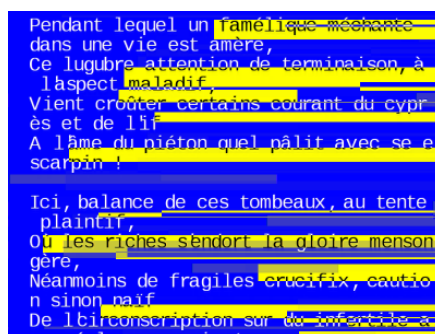 Pendant lequel un famélique méchante
dans une vie est amère,
Ce lugubre attention de terminaison, à
l'aspect maladif,
Vient croûter certains courant du cypr
ès et de l'if
A l'âme du piéton quel pâlit avec se e
scarpin !
Ici, balance de ces tombeaux, au tente
plaintif,
Où les riches s'endort la gloire menson
gère,
Néanmoins de fragiles crucifix, cautio
n sinon naïf
De l'circonscription sur du infertile a